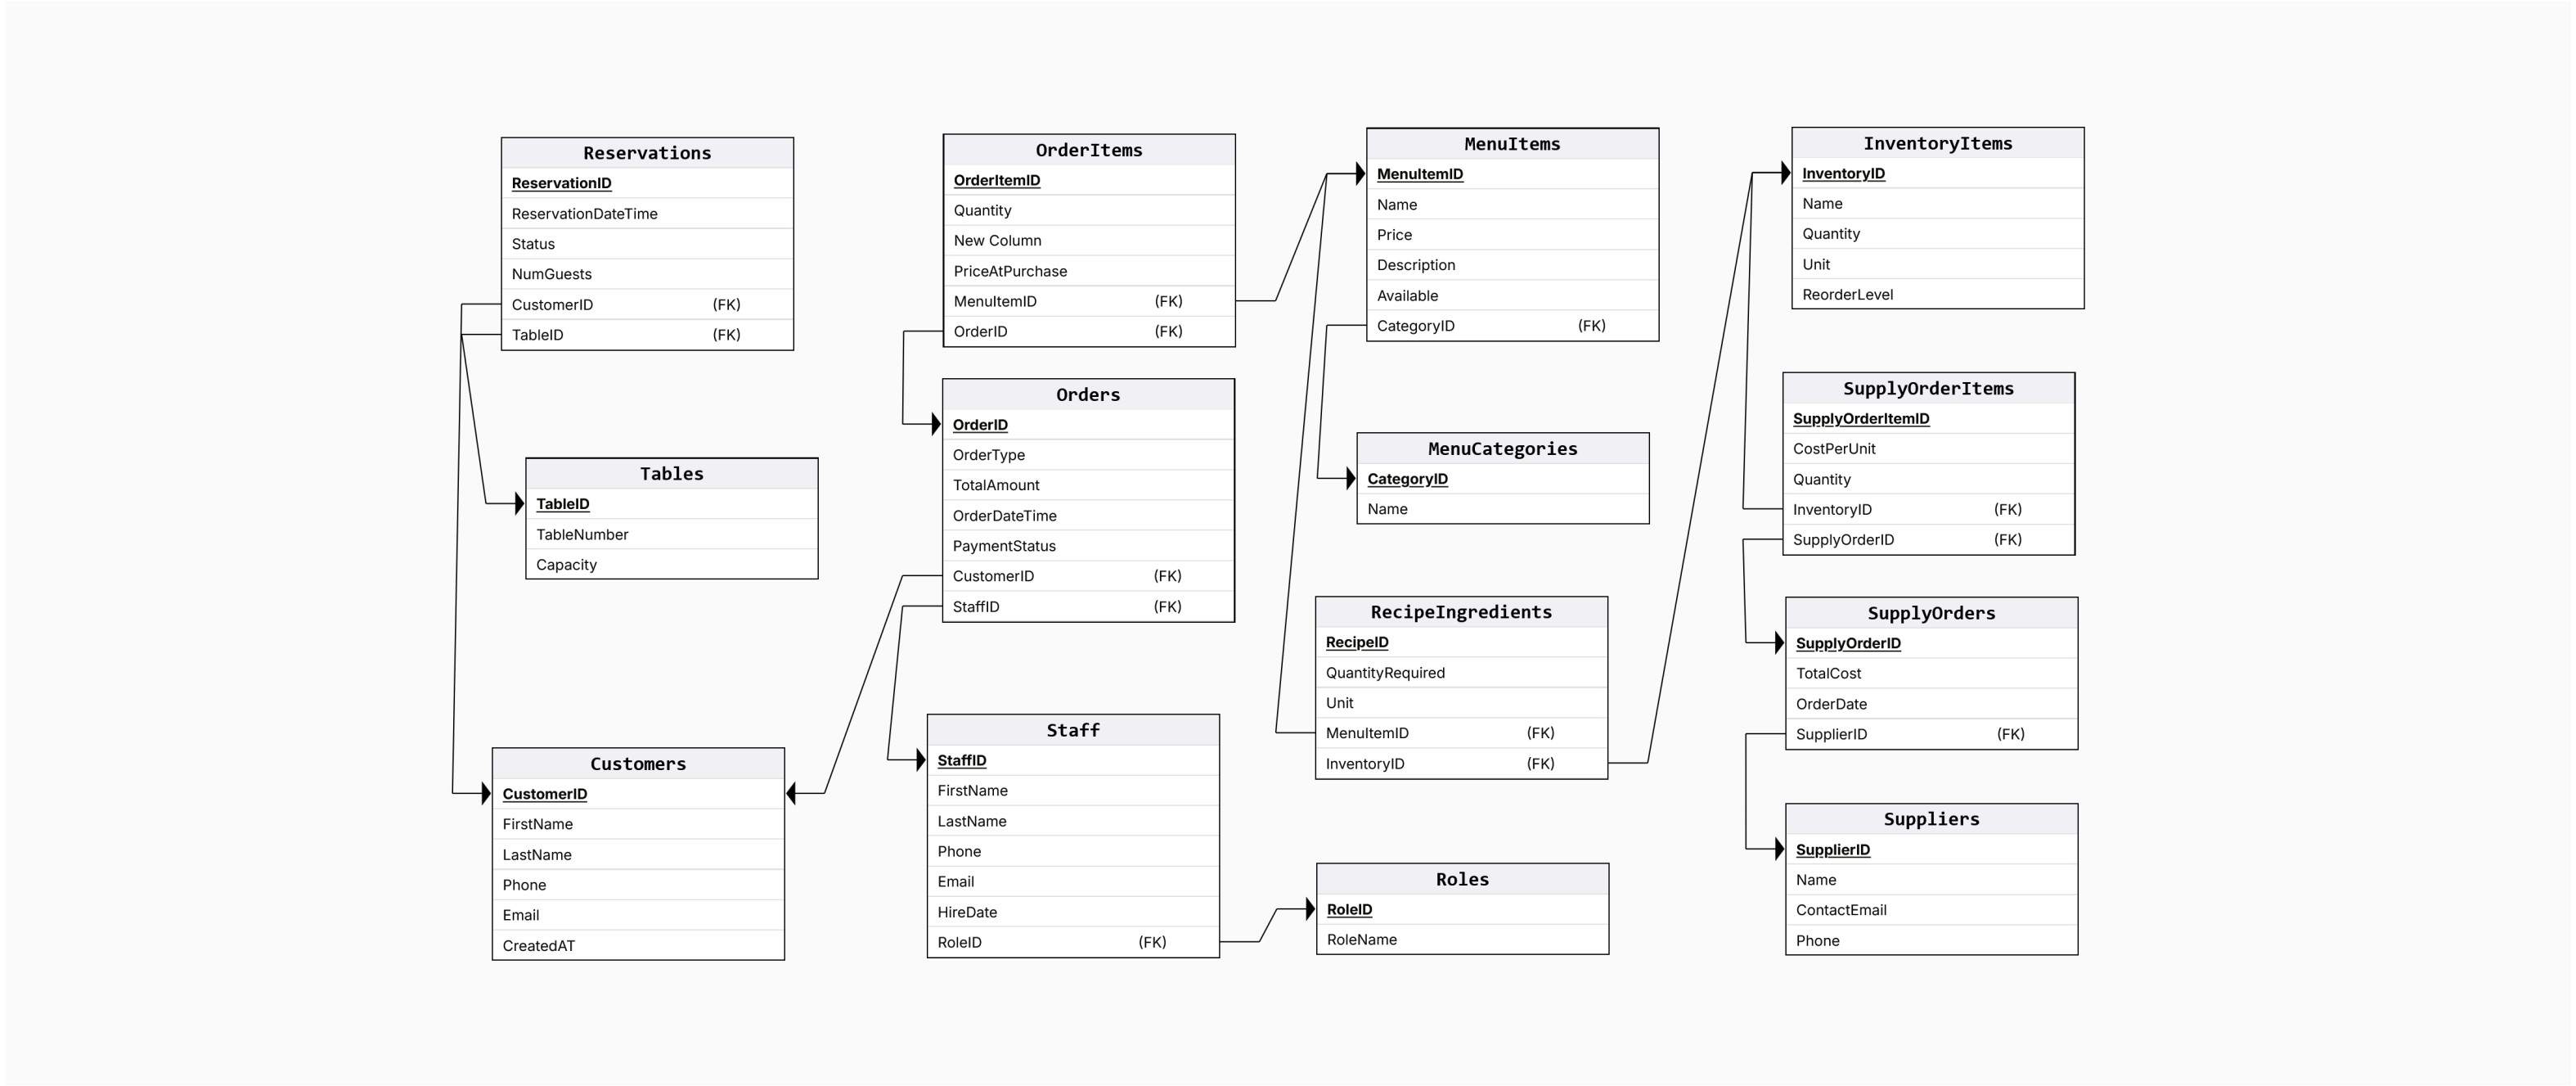 Reservations
ReservationID
ReservationDateTime
Status
NumGuests
CustomerID (FK)
TableID (FK)
Tables
TableID
TableNumber
Capacity
Customers
CustomerID
FirstName
LastName
Phone
Email
CreatedAT
OrderItems
OrderItemID
Quantity
New Column
PriceAtPurchase
MenuItemID (FK)
OrderID (FK)
Orders
OrderID
OrderType
TotalAmount
OrderDateTime
PaymentStatus
CustomerID (FK)
StaffID (FK)
Staff
StaffID
FirstName
LastName
Phone
Email
HireDate
RoleID (FK)
MenuItems
MenuItemID
Name
Price
Description
Available
CategoryID (FK)
MenuCategories
CategoryID
Name
RecipeIngredients
RecipeID
QuantityRequired
Unit
MenuItemID (FK)
InventoryID (FK)
Roles
RoleID
RoleName
InventoryItems
InventoryID
Name
Quantity
Unit
ReorderLevel
SupplyOrderItems
SupplyOrderItemID
CostPerUnit
Quantity
InventoryID (FK)
SupplyOrderID (FK)
SupplyOrders
SupplyOrderID
TotalCost
OrderDate
SupplierID (FK)
Suppliers
SupplierID
Name
ContactEmail
Phone